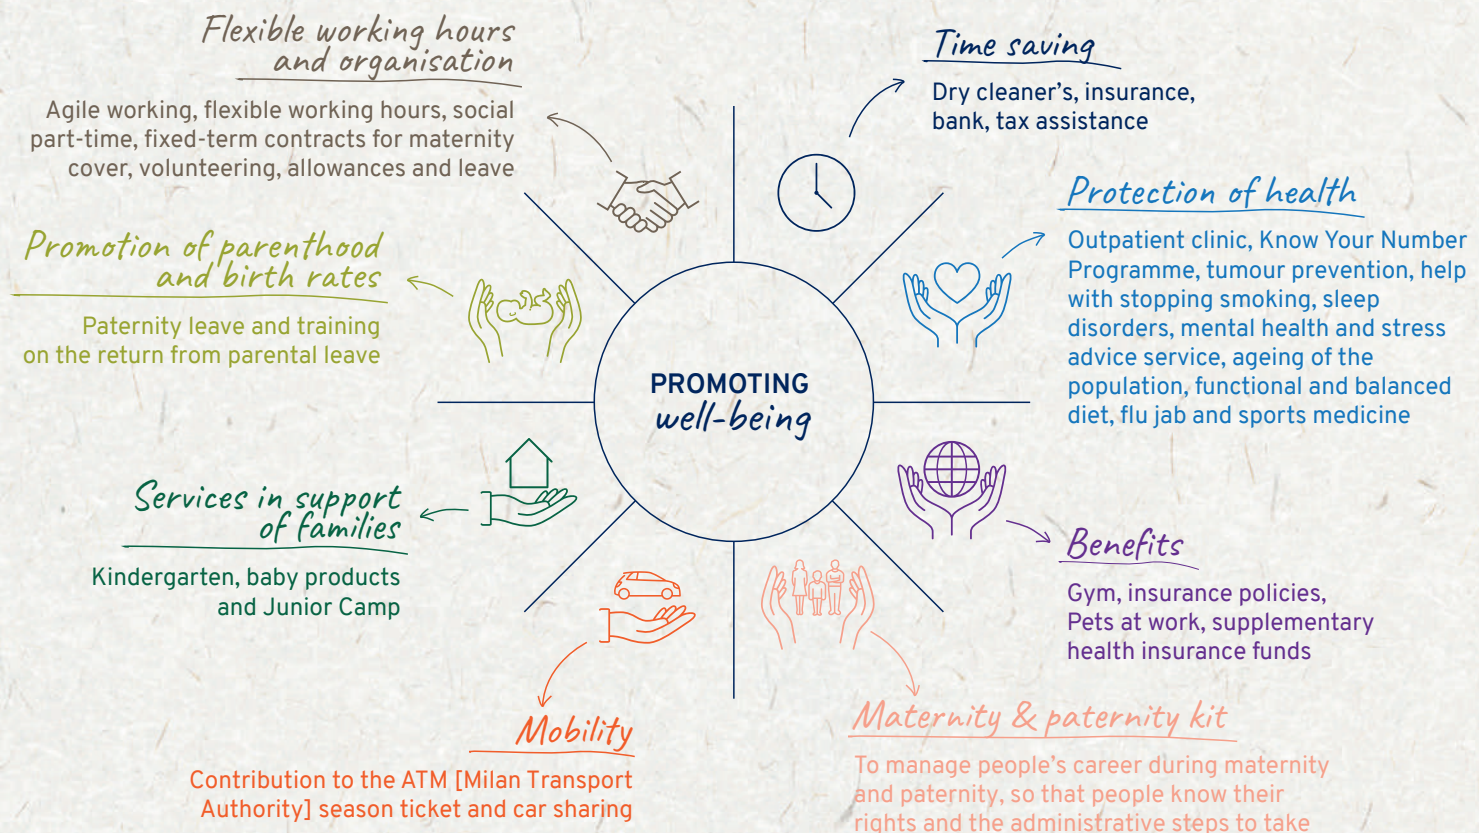 Flexible working hours
and organisation
Agile working, flexible working hours, social
part-time, fixed-term contracts for maternity
cover, volunteering, allowances and leave
Time saving
Dry cleaner's, insurance,
bank, tax assistance
Protection of health
Outpatient clinic, Know Your Number
Programme, tumour prevention, help
with stopping smoking, sleep
disorders, mental health and stress
advice service, ageing of the
population, functional and balanced
diet, flu jab and sports medicine
Promotion of parenthood
and birth rates
Paternity leave and training
on the return from parental leave
PROMOTING
well-being
Services in support
of families
Kindergarten, baby products
and Junior Camp
Benefits
Gym, insurance policies,
Pets at work, supplementary
health insurance funds
Mobility
Contribution to the ATM [Milan Transport
Authority] season ticket and car sharing
Maternity & paternity kit
To manage people's career during maternity
and paternity, so that people know their
rights and the administrative steps to take